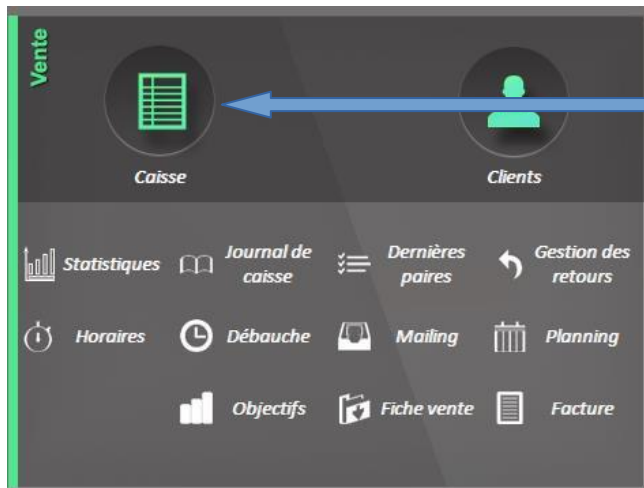 Vente
Caisse
Clients
Statistiques
Journal de
caisse
Dernières
paires
Gestion des
retours
Horaires
Débauche
Mailing
Planning
Objectifs
Fiche vente
Facture